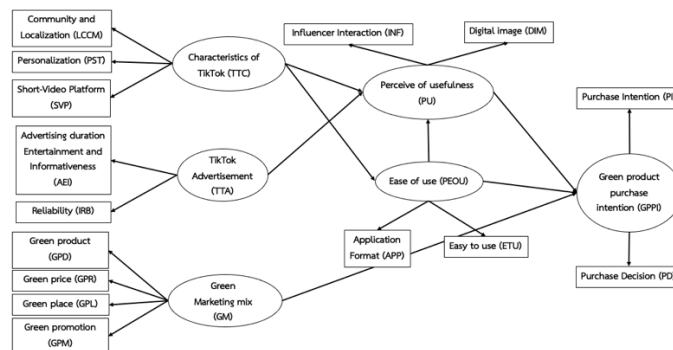 Community and
Localization (LCCM)
Personalization (PST)
Short-Video Platform
(SVP)
Characteristics of
TikTok (TTC)
Influencer Interaction (INF)
Digital image (DIM)
Perceive of usefulness
(PU)
Purchase Intention (PI)
Advertising duration
Entertainment and
Informativeness
(AEI)
Reliability (IRB)
TikTok
Advertisement
(TTA)
Ease of use (PEOU)
Green product
purchase
intention (GPPI)
Application
Format (APP)
Easy to use (ETU)
Purchase Decision (PD)
Green product
(GPD)
Green price (GPR)
Green place (GPL)
Green promotion
(GPM)
Green
Marketing mix
(GM)